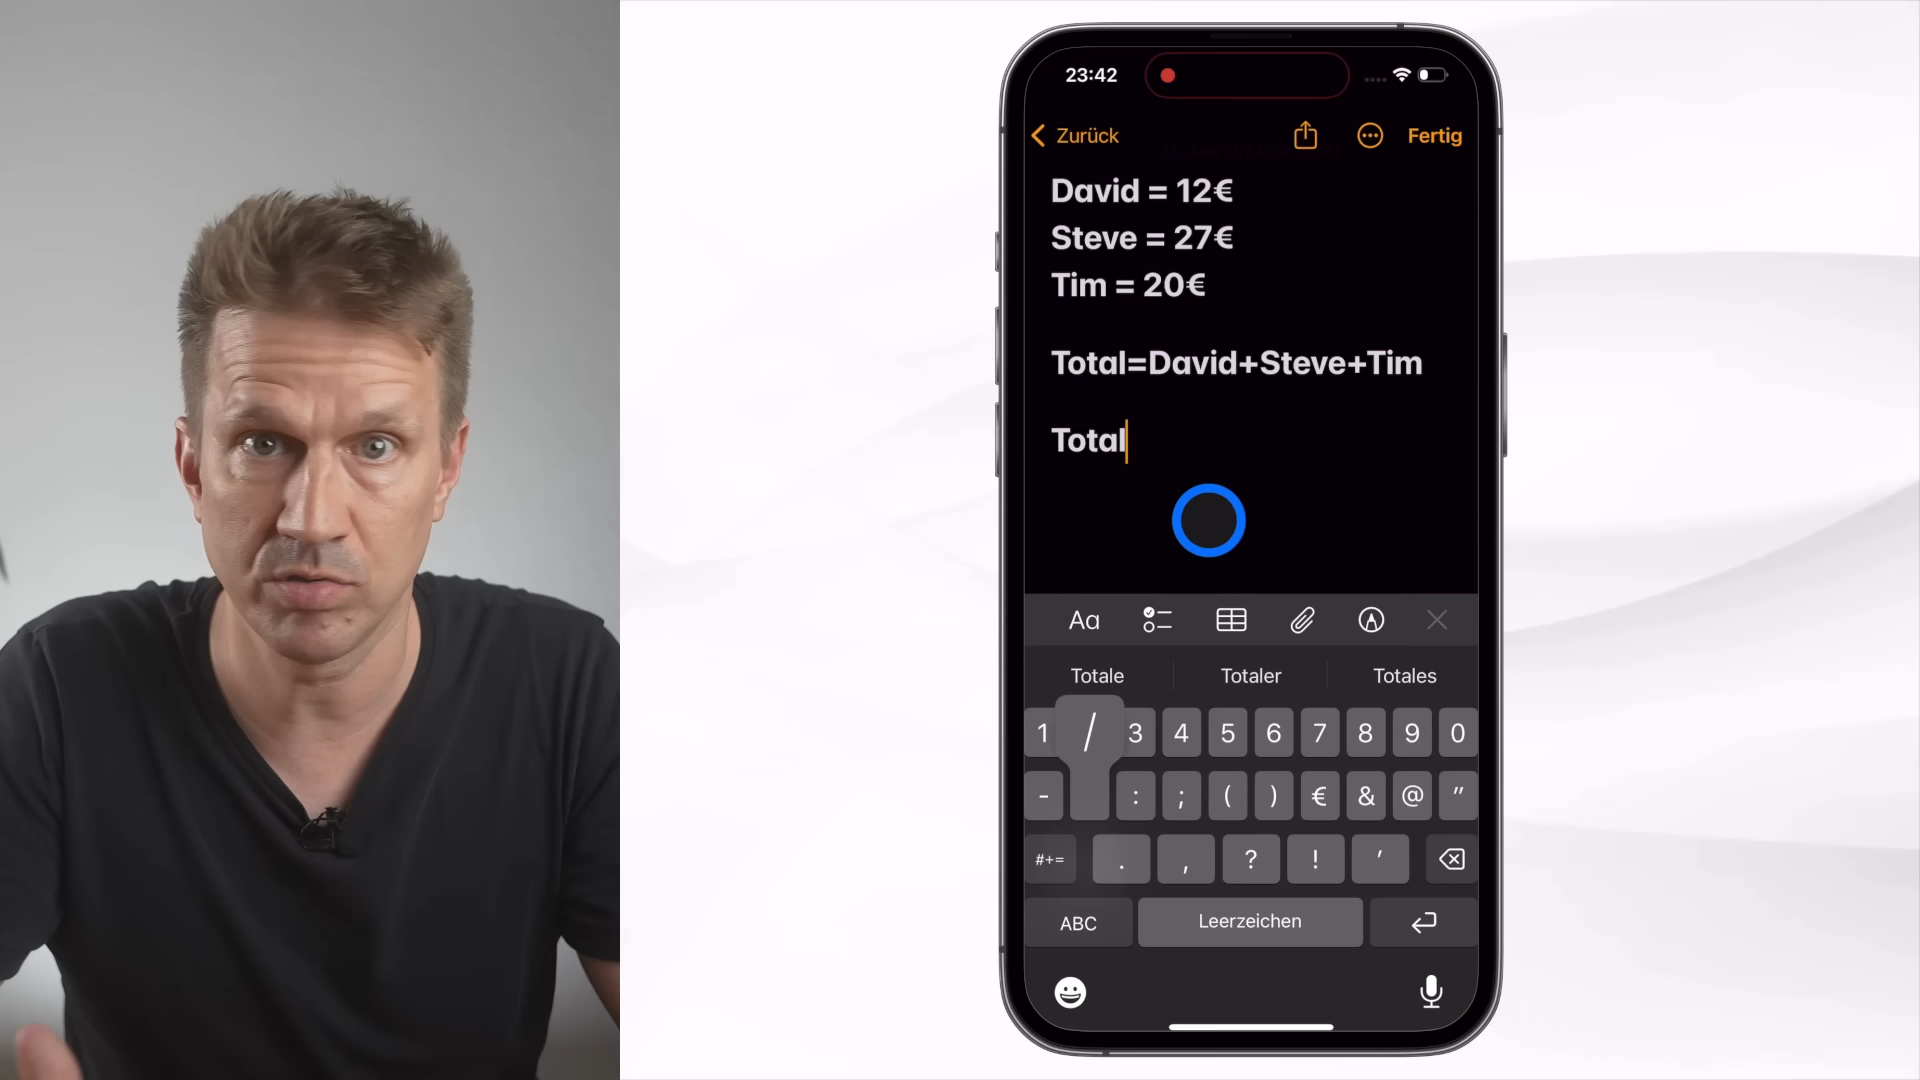 23:42
Zurück
Fertig
David = 12€
Steve = 27€
Tim = 20€
Total=David+Steve+Tim
Total
Aa
Totale Totaler Totales
1 / 3 4 5 6 7 8 9 0
- : ; ( ) € & @ "
#+= . , ? ! '
ABC Leerzeichen